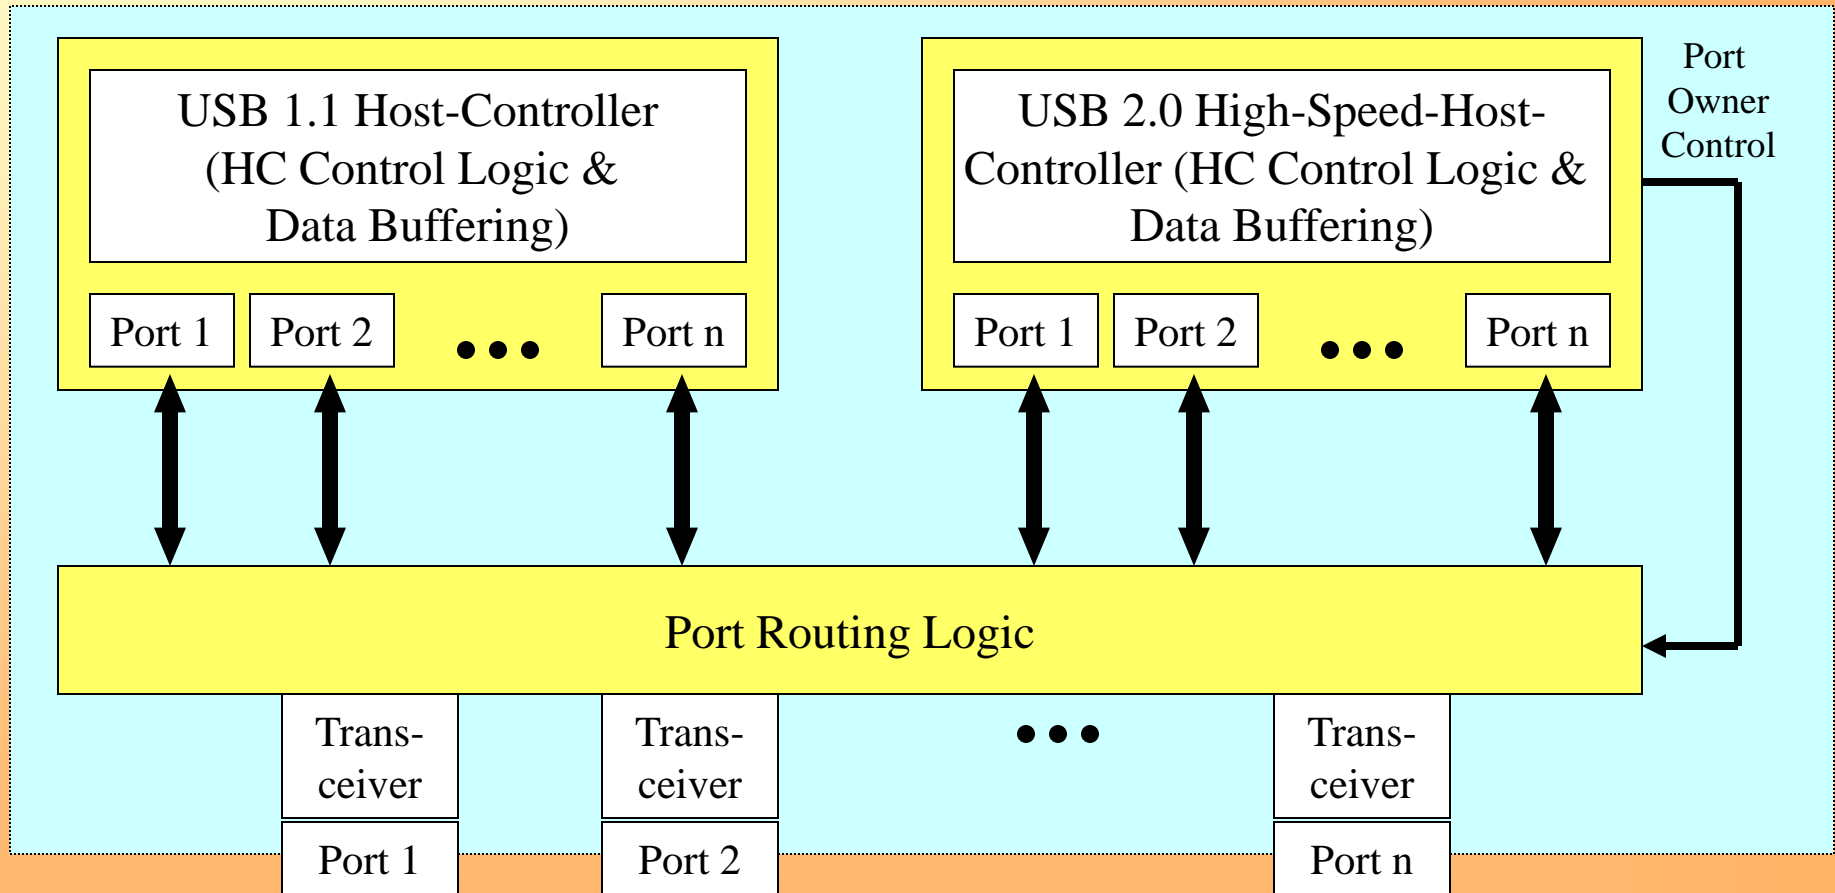 USB 1.1 Host-Controller
(HC Control Logic &
Data Buffering)
Port 1
Port 2
Port n
USB 2.0 High-Speed-Host-
Controller (HC Control Logic &
Data Buffering)
Port 1
Port 2
Port n
Port
Owner
Control
Port Routing Logic
Trans-
ceiver
Port 1
Trans-
ceiver
Port 2
Trans-
ceiver
Port n